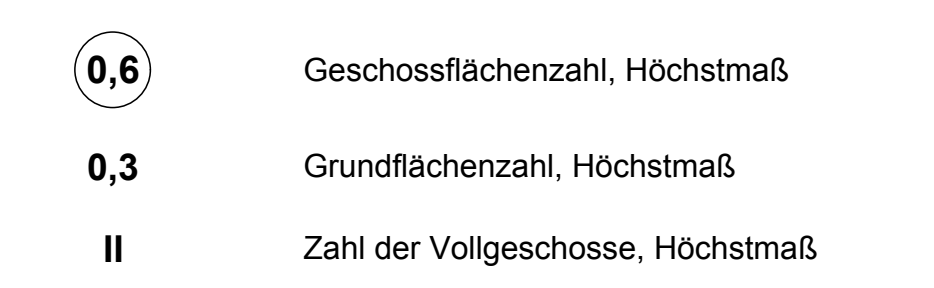 0,6 Geschossflächenzahl, Höchstmaß
0,3 Grundflächenzahl, Höchstmaß
II Zahl der Vollgeschosse, Höchstmaß